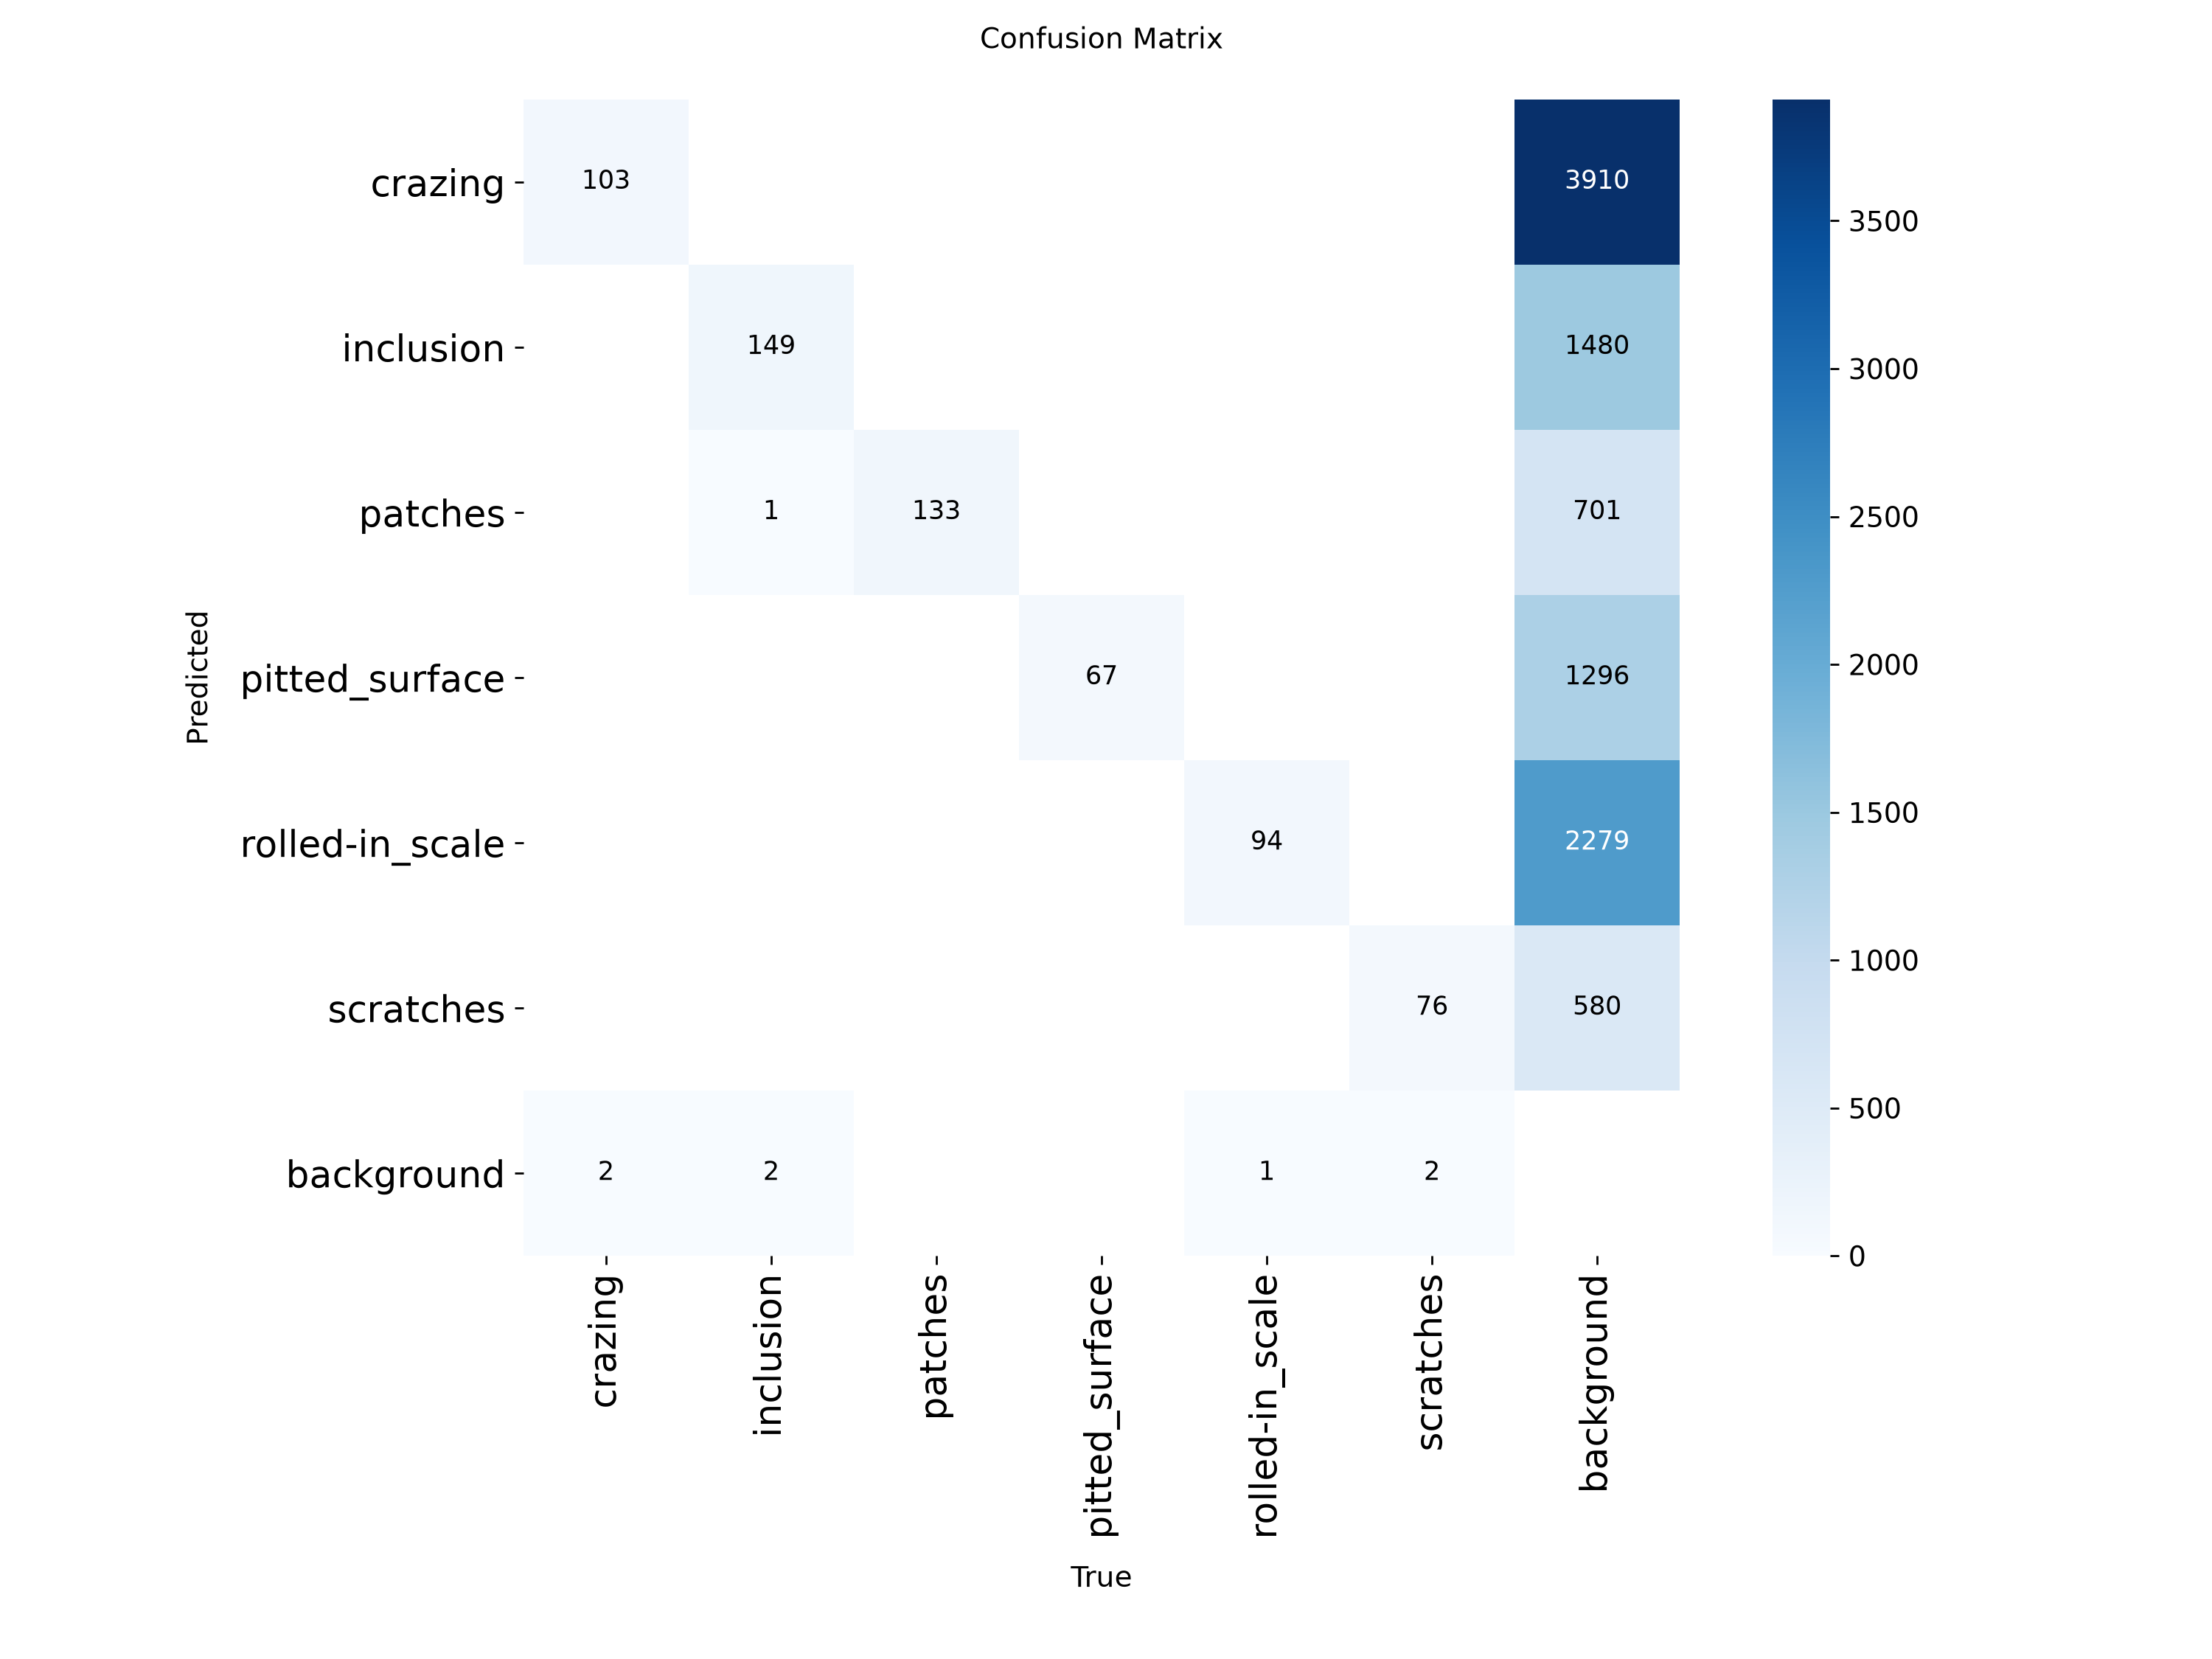 Confusion Matrix
crazing
103
3910
inclusion
149
1480
patches
1
133
701
pitted_surface
67
1296
rolled-in_scale
94
2279
scratches
76
580
background
2
2
1
2
Predicted
crazing
inclusion
patches
pitted_surface
rolled-in_scale
scratches
background
True
3500
3000
2500
2000
1500
1000
500
0